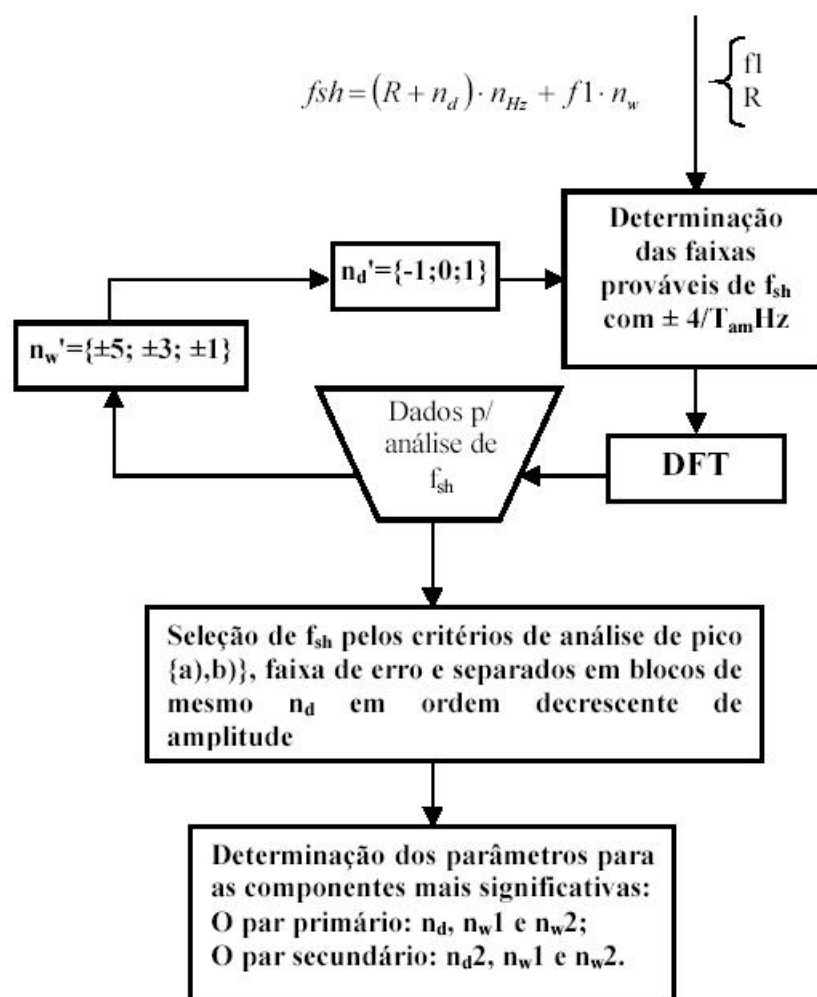 fsh=(R+n_d)·n_Hz+f1·n_w
f1
R
Determinação
das faixas
prováveis de f_sh
com ± 4/T_amHz
n_d'={-1;0;1}
n_w'={±5; ±3; ±1}
Dados p/
análise de
f_sh
DFT
Seleção de f_sh pelos critérios de análise de pico
{a),b)}, faixa de erro e separados em blocos de
mesmo n_d em ordem decrescente de
amplitude
Determinação dos parâmetros para
as componentes mais significativas:
O par primário: n_d, n_w1 e n_w2;
O par secundário: n_d2, n_w1 e n_w2.